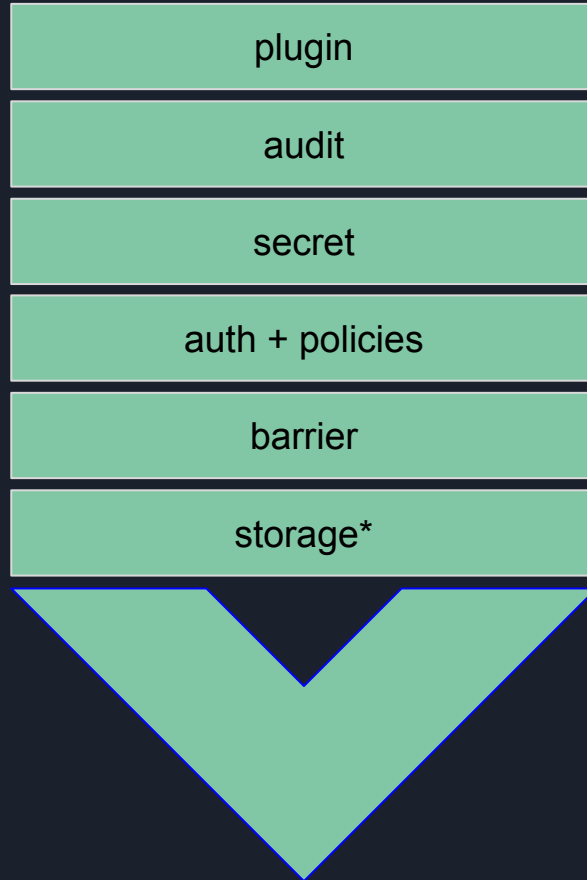 plugin
audit
secret
auth + policies
barrier
storage*